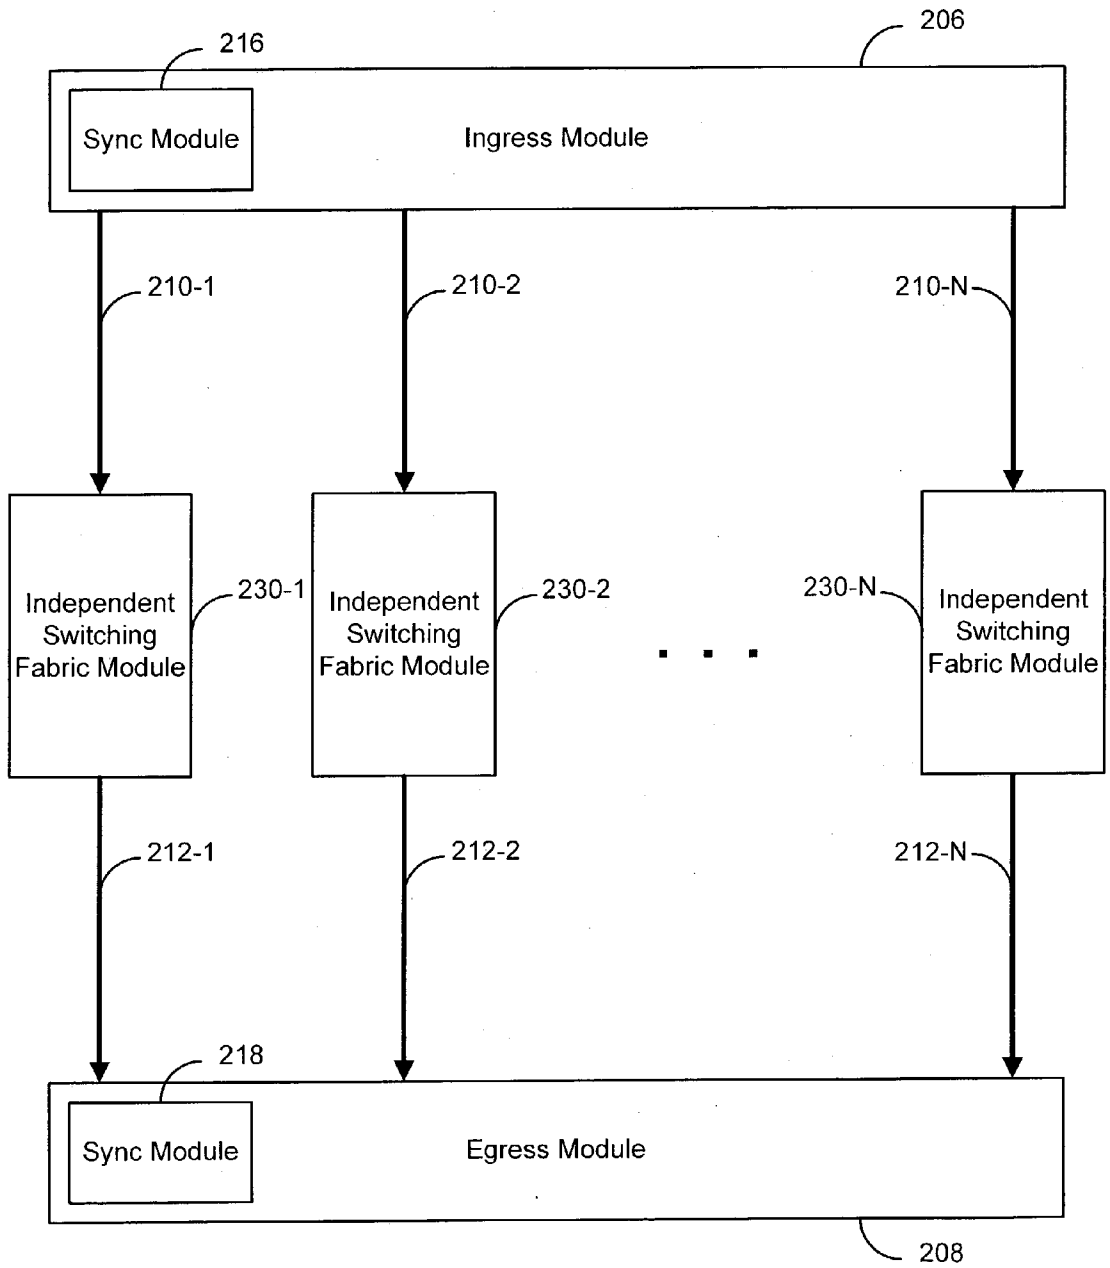 206
216
Sync Module
Ingress Module
210-1
210-2
210-N
Independent
Switching
Fabric Module
230-1
Independent
Switching
Fabric Module
230-2
230-N
Independent
Switching
Fabric Module
212-1
212-2
212-N
218
Sync Module
Egress Module
208